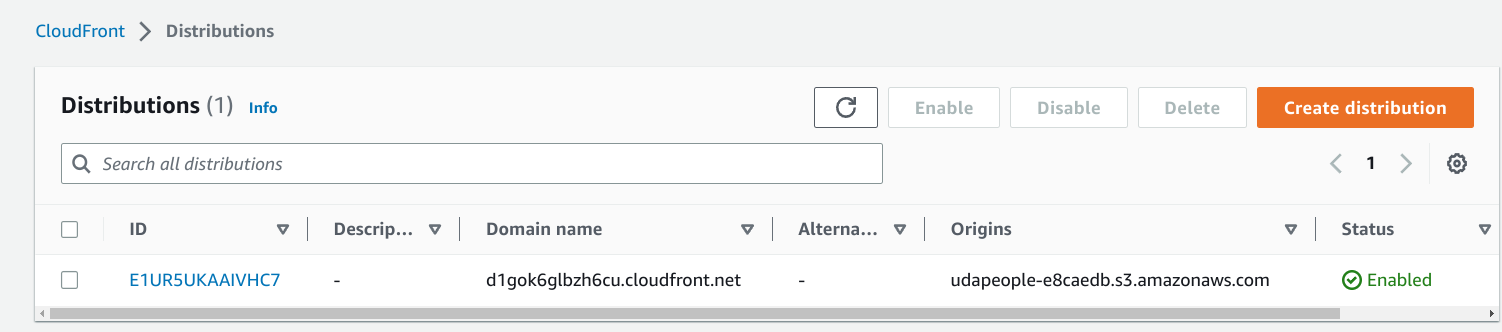 CloudFront > Distributions
Distributions (1) Info
Enable Disable Delete Create distribution
Search all distributions
1
ID Descrip... Domain name Alterna... Origins Status
E1UR5UKAAIVHC7 - d1gok6glbzh6cu.cloudfront.net - udapeople-e8caedb.s3.amazonaws.com Enabled